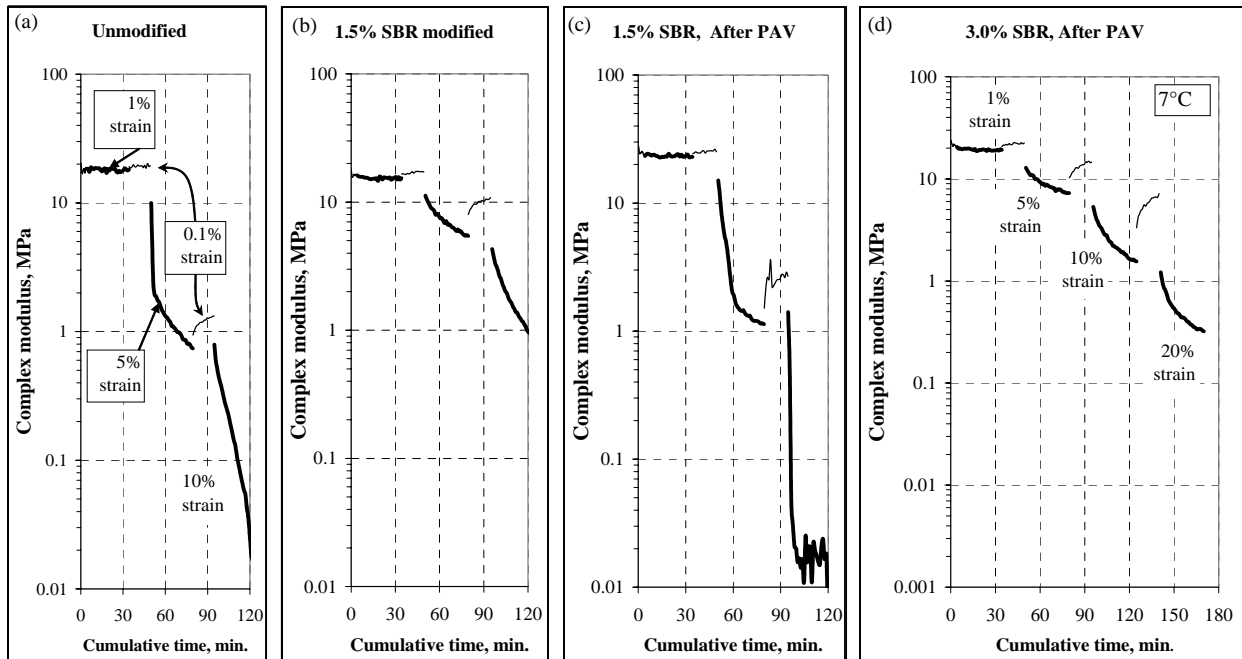 (a)
Unmodified
100
10
1
0.1
0.01
0 30 60 90 120
Complex modulus, MPa
Cumulative time, min.
1%
strain
0.1%
strain
5%
strain
10%
strain
(b)
1.5% SBR modified
100
10
1
0.1
0.01
0 30 60 90 120
Complex modulus, MPa
Cumulative time, min.
(c)
1.5% SBR, After PAV
100
10
1
0.1
0.01
0 30 60 90 120
Complex modulus, MPa
Cumulative time, min.
(d)
3.0% SBR, After PAV
100
10
1
0.1
0.01
0.001
0 30 60 90 120 150 180
Complex modulus, MPa
Cumulative time, min.
7°C
1%
strain
5%
strain
10%
strain
20%
strain